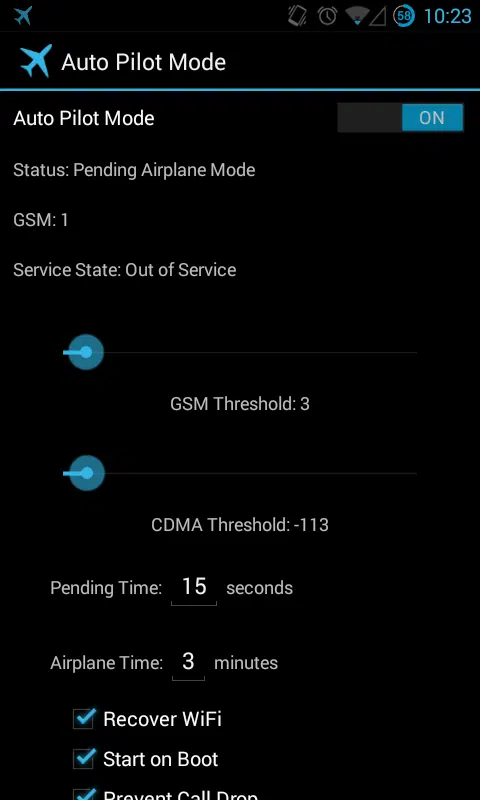 58 10:23
Auto Pilot Mode
Auto Pilot Mode ON
Status: Pending Airplane Mode
GSM: 1
Service State: Out of Service
GSM Threshold: 3
CDMA Threshold: -113
Pending Time: 15 seconds
Airplane Time: 3 minutes
Recover WiFi
Start on Boot
Prevent Call Drop